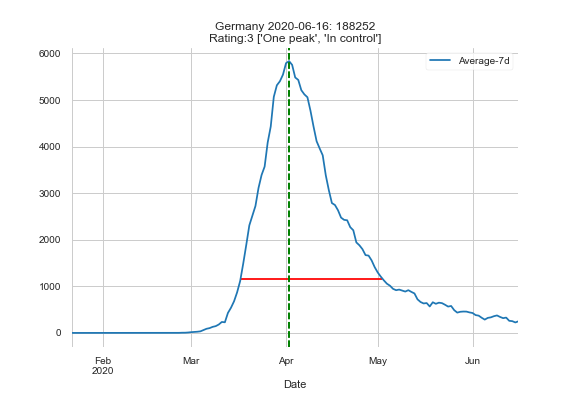 Germany 2020-06-16: 188252
Rating:3 ['One peak', 'In control']
Average-7d
6000
5000
4000
3000
2000
1000
0
Feb
2020
Mar
Apr
May
Jun
Date